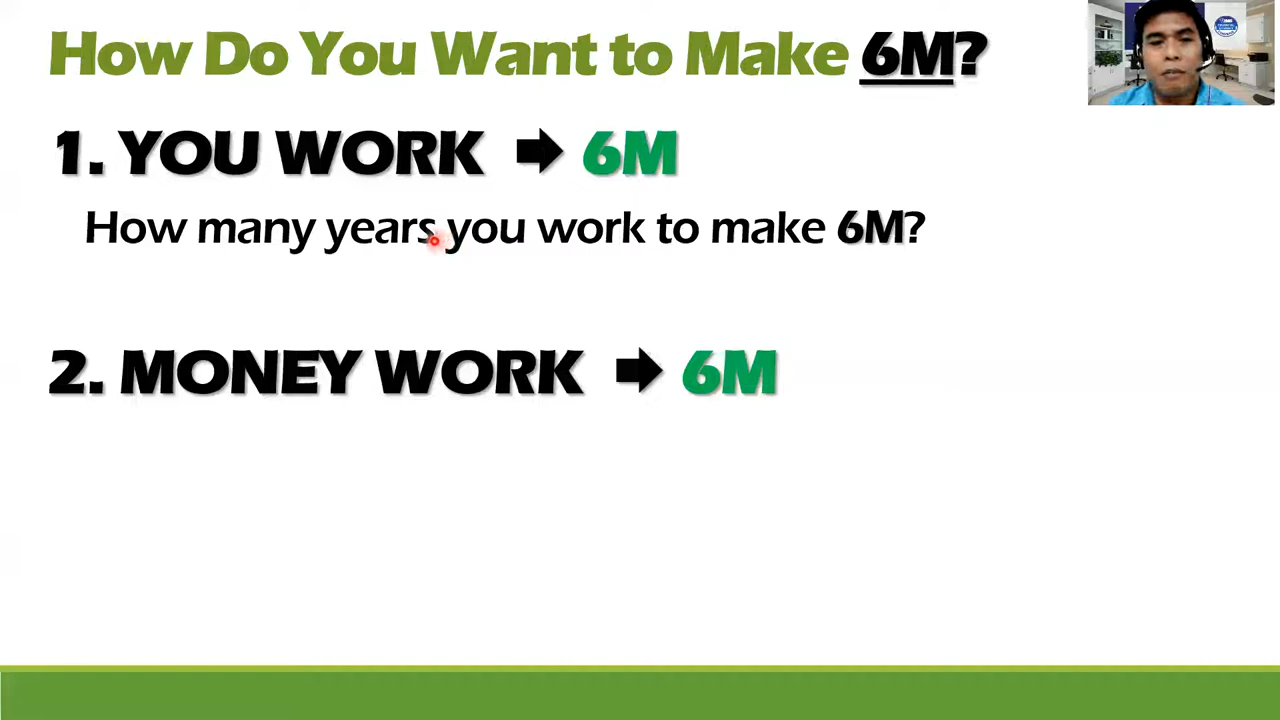 How Do You Want to Make 6M?
1. YOU WORK → 6M
How many years you work to make 6M?
2. MONEY WORK → 6M